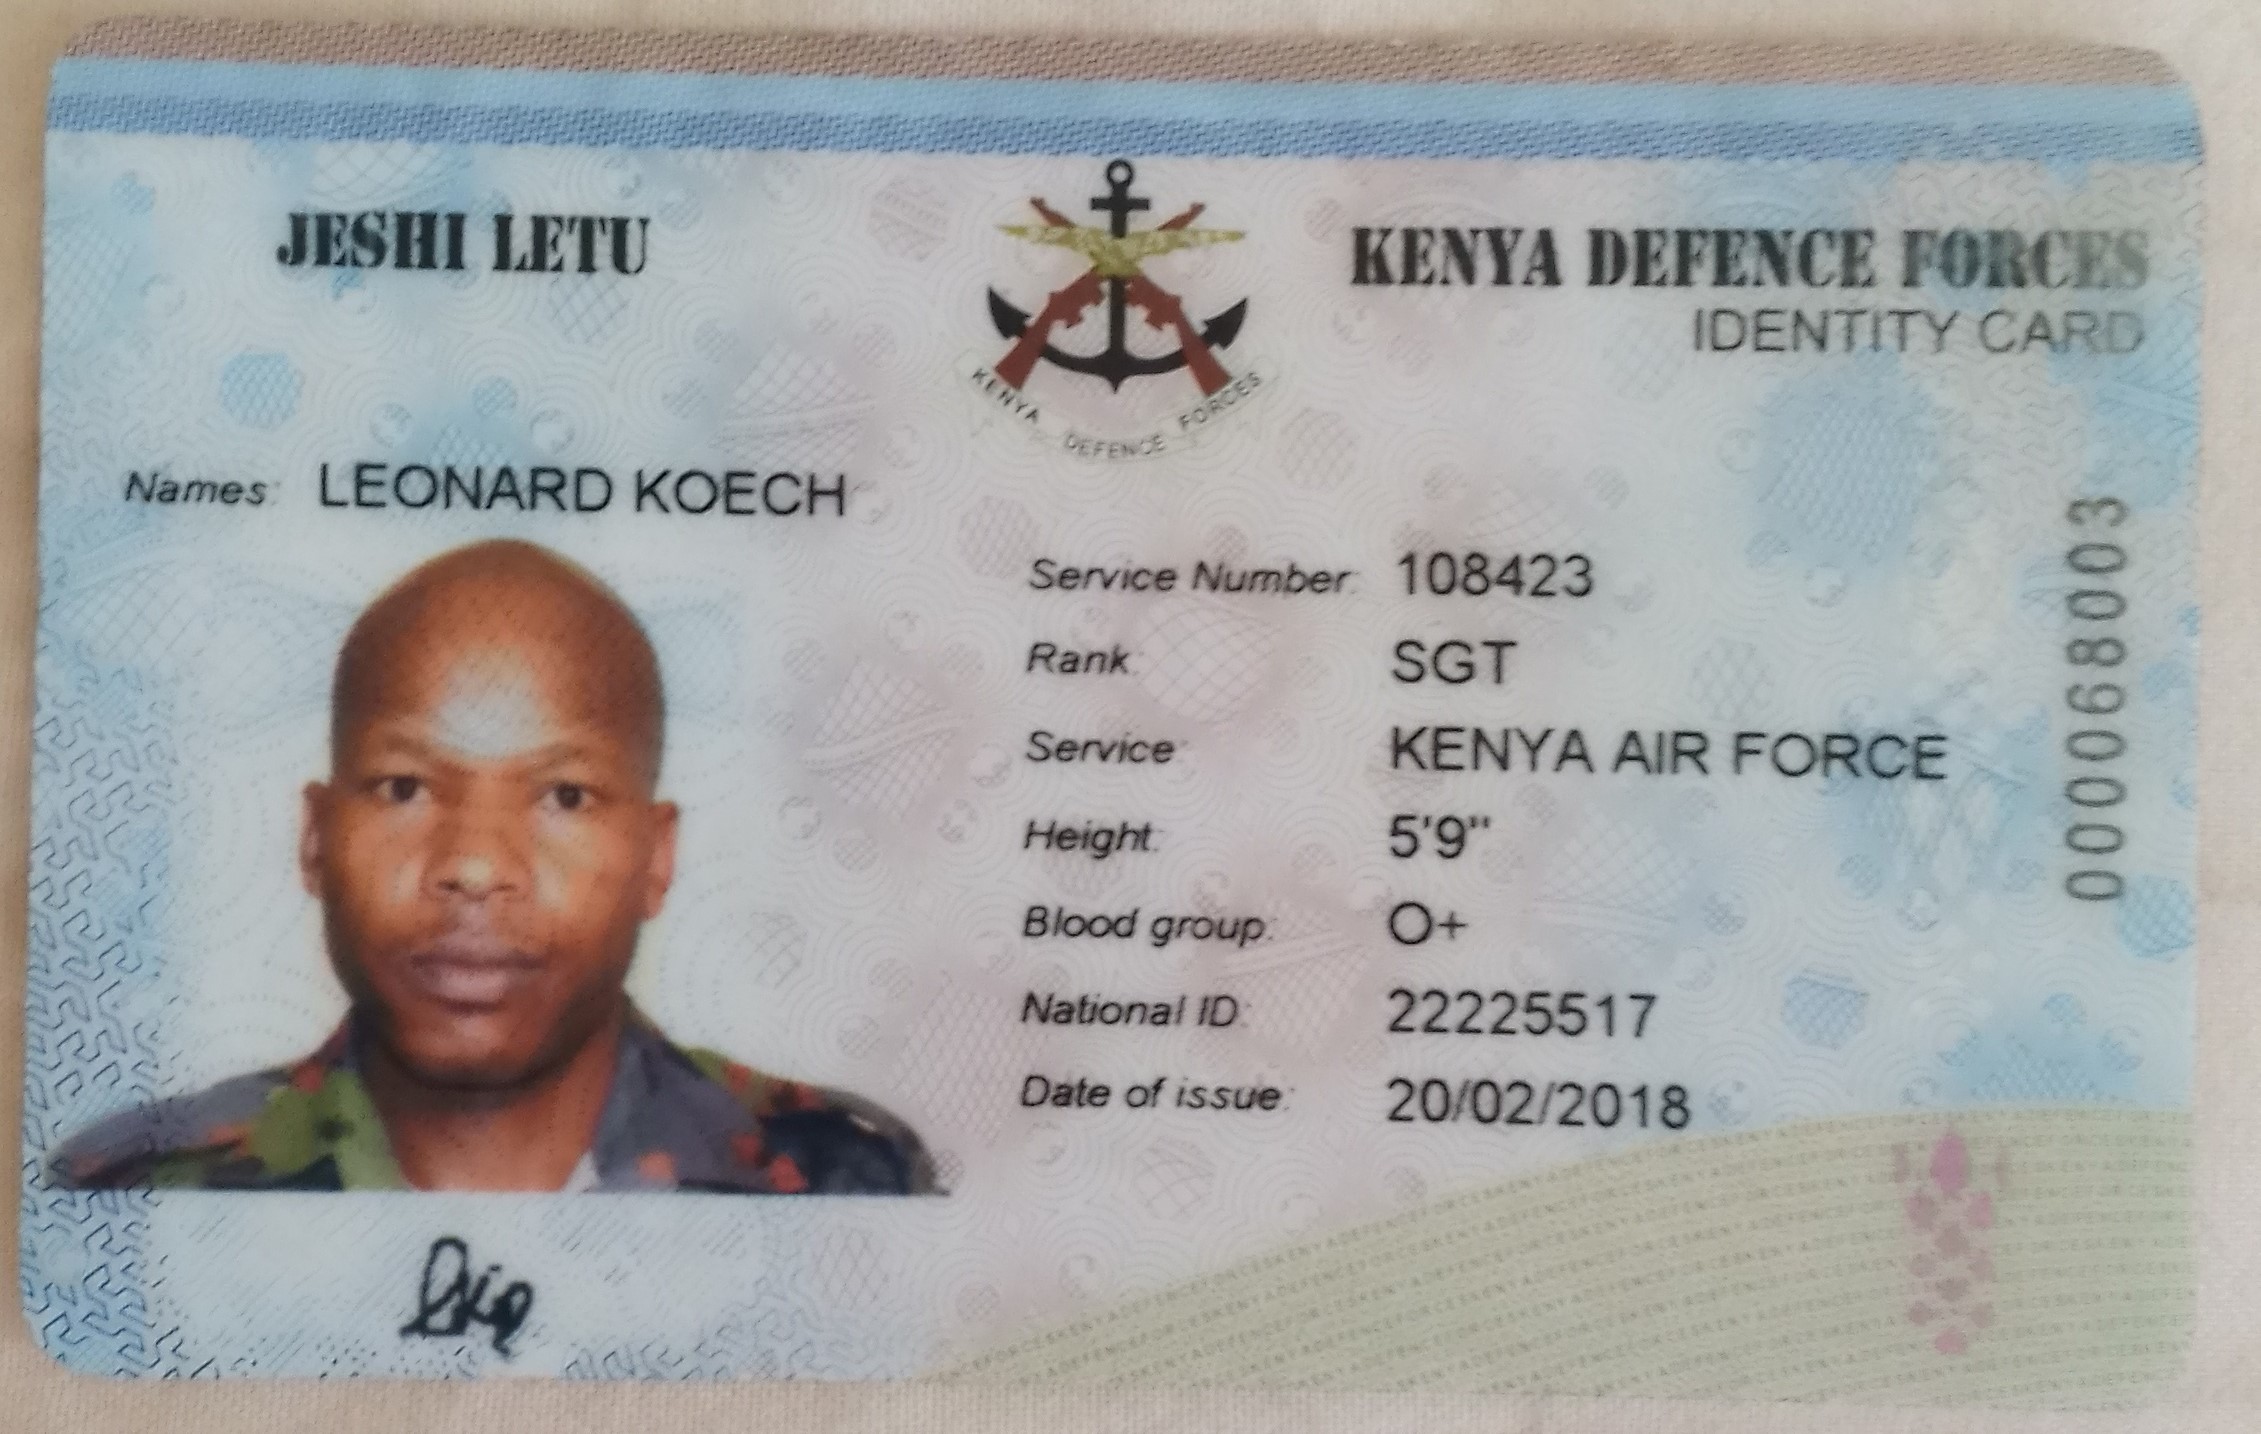 JESHI LETU
KENYA DEFENCE FORCES
IDENTITY CARD
KENYA DEFENCE FORCES
Names: LEONARD KOECH
Service Number: 108423
Rank: SGT
Service: KENYA AIR FORCE
Height: 5'9"
Blood group: O+
National ID: 22225517
Date of issue: 20/02/2018
000068003